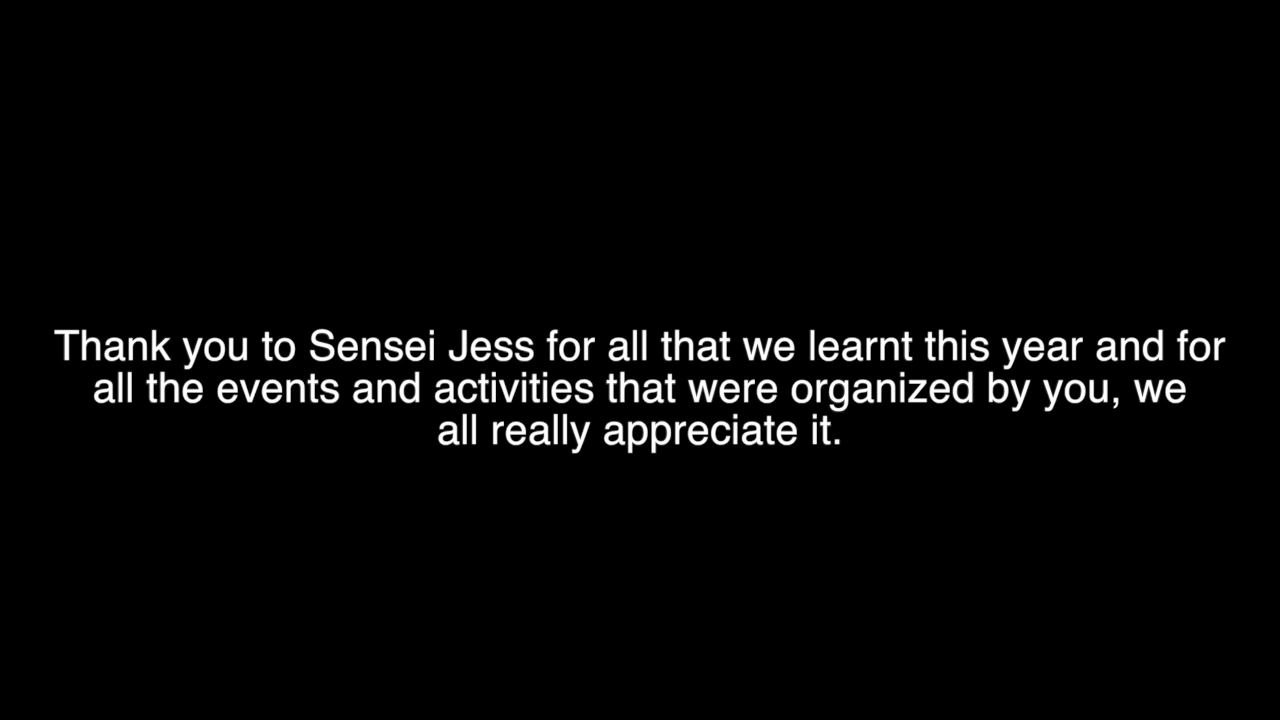 Thank you to Sensei Jess for all that we learnt this year and for
all the events and activities that were organized by you, we
all really appreciate it.